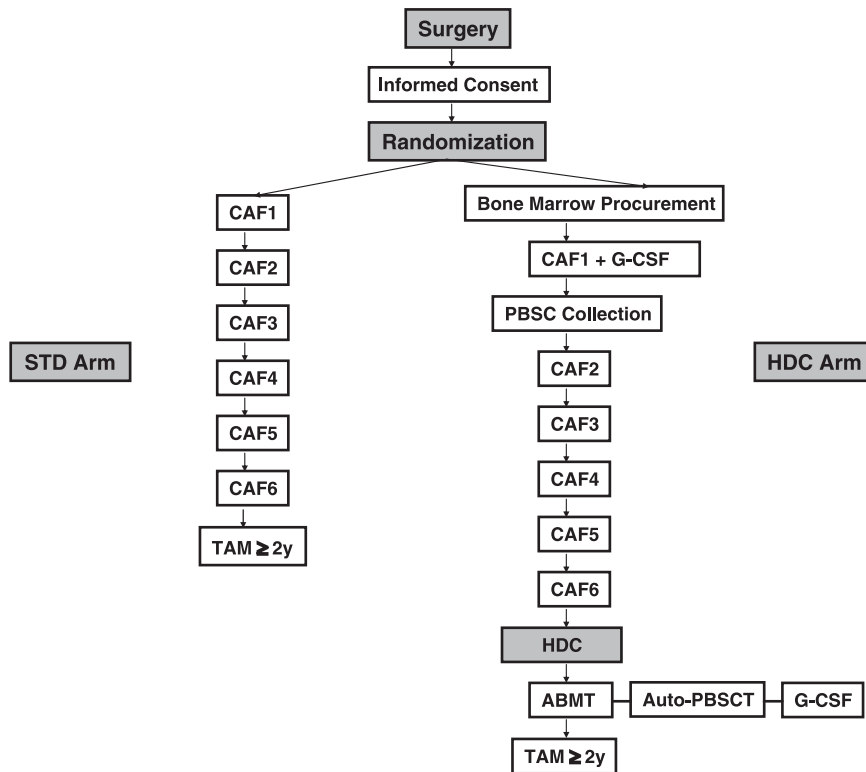 Surgery
Informed Consent
Randomization
CAF1
CAF2
CAF3
CAF4
CAF5
CAF6
TAM ≧ 2y
STD Arm
Bone Marrow Procurement
CAF1 + G-CSF
PBSC Collection
CAF2
CAF3
CAF4
CAF5
CAF6
HDC
ABMT
Auto-PBSCT
G-CSF
TAM ≧ 2y
HDC Arm